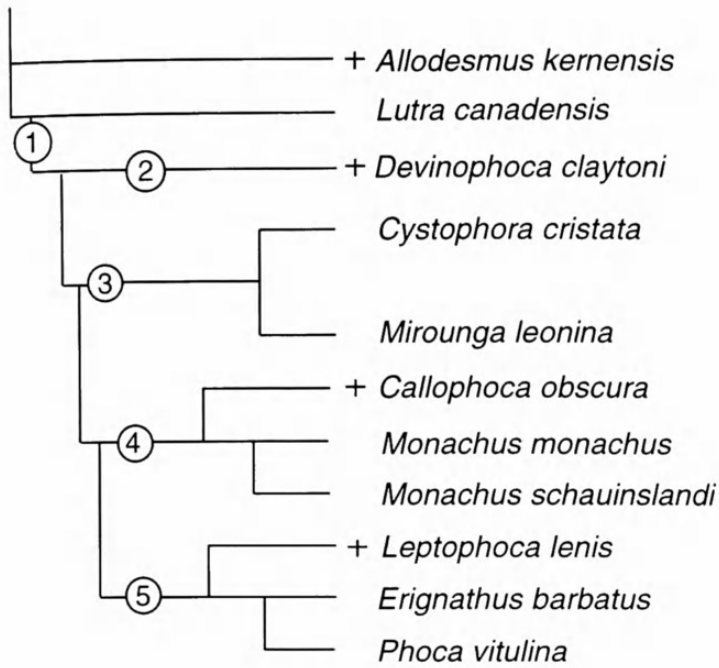 + Allodesmus kernensis
Lutra canadensis
1
2
+ Devinophoca claytoni
Cystophora cristata
3
Mirounga leonina
+ Callophoca obscura
4
Monachus monachus
Monachus schauinslandi
+ Leptophoca lenis
5
Erignathus barbatus
Phoca vitulina